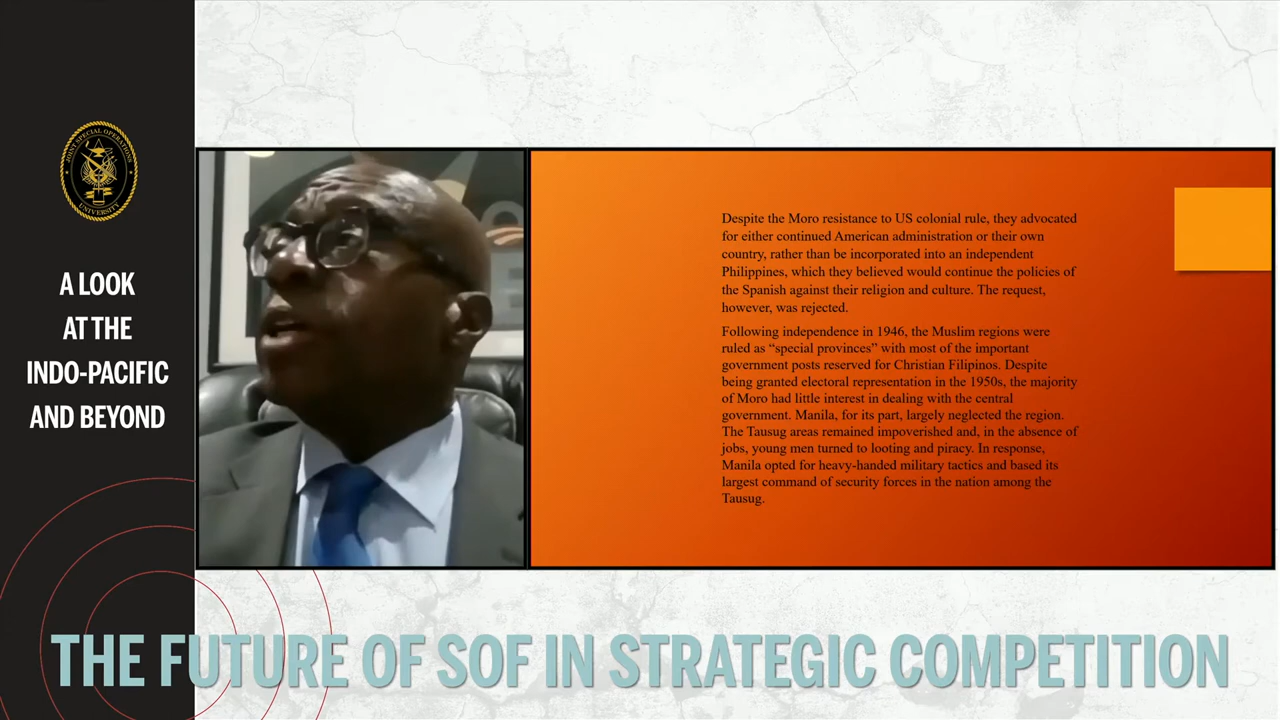 JOINT SPECIAL OPERATIONS
UNIVERSITY
A LOOK
AT THE
INDO-PACIFIC
AND BEYOND
Despite the Moro resistance to US colonial rule, they advocated
for either continued American administration or their own
country, rather than be incorporated into an independent
Philippines, which they believed would continue the policies of
the Spanish against their religion and culture. The request,
however, was rejected.
Following independence in 1946, the Muslim regions were
ruled as “special provinces” with most of the important
government posts reserved for Christian Filipinos. Despite
being granted electoral representation in the 1950s, the majority
of Moro had little interest in dealing with the central
government. Manila, for its part, largely neglected the region.
The Tausug areas remained impoverished and, in the absence of
jobs, young men turned to looting and piracy. In response,
Manila opted for heavy-handed military tactics and based its
largest command of security forces in the nation among the
Tausug.
THE FUTURE OF SOF IN STRATEGIC COMPETITION